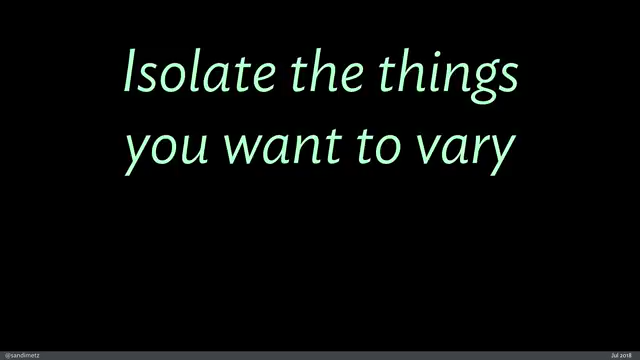 Isolate the things
you want to vary
@sandimetz
Jul 2018